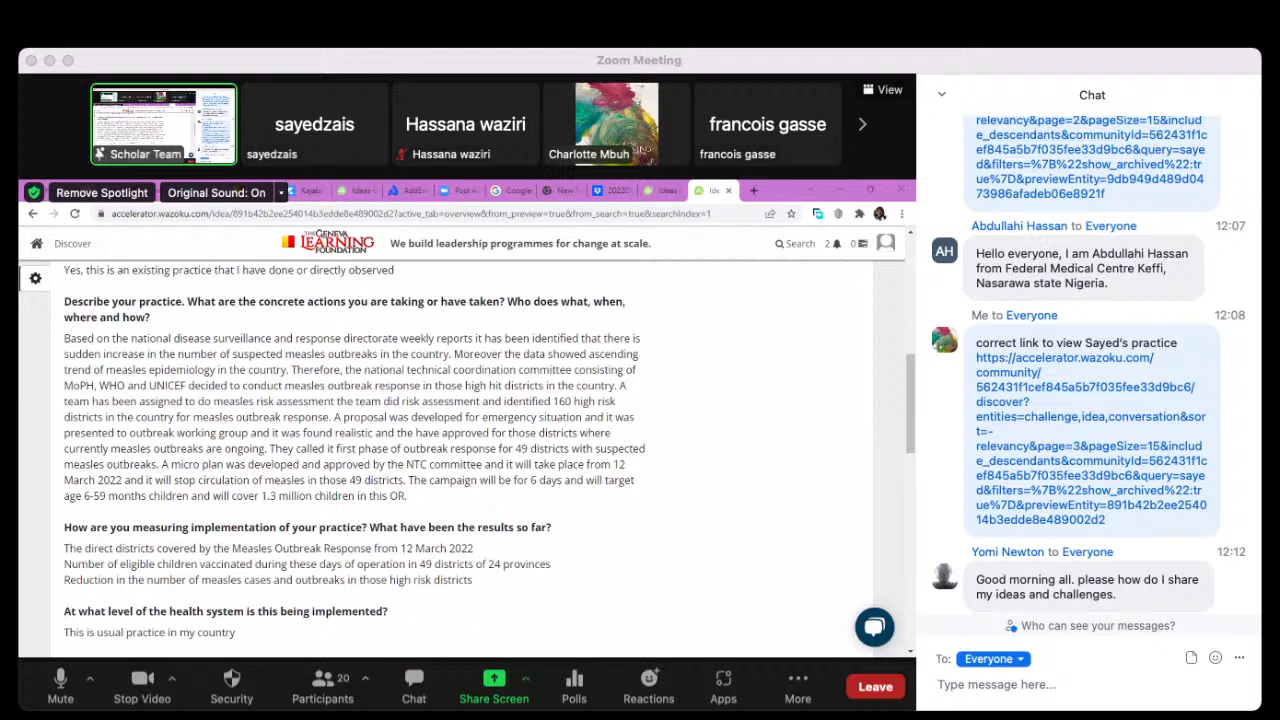 Zoom Meeting
View
Scholar Team
sayedzais
sayedzais
Hassana waziri
Hassana waziri
Charlotte Mbuh
francois gasse
francois gasse
Remove Spotlight
Original Sound: On
Kajabi
Ideas
AddEv
Post A
Google
New T
2022D
Ideas
Ide
accelerator.wazoku.com/idea/891b42b2ee254014b3edde8e489002d2?active_tab=overview&from_preview=true&from_search=true&searchIndex=1
Discover
THE GENEVA
LEARNING
FOUNDATION
We build leadership programmes for change at scale.
Search
2
0
Yes, this is an existing practice that I have done or directly observed
Describe your practice. What are the concrete actions you are taking or have taken? Who does what, when,
where and how?
Based on the national disease surveillance and response directorate weekly reports it has been identified that there is
sudden increase in the number of suspected measles outbreaks in the country. Moreover the data showed ascending
trend of measles epidemiology in the country. Therefore, the national technical coordination committee consisting of
MoPH, WHO and UNICEF decided to conduct measles outbreak response in those high hit districts in the country. A
team has been assigned to do measles risk assessment the team did risk assessment and identified 160 high risk
districts in the country for measles outbreak response. A proposal was developed for emergency situation and it was
presented to outbreak working group and it was found realistic and the have approved for those districts where
currently measles outbreaks are ongoing. They called it first phase of outbreak response for 49 districts with suspected
measles outbreaks. A micro plan was developed and approved by the NTC committee and it will take place from 12
March 2022 and it will stop circulation of measles in those 49 districts. The campaign will be for 6 days and will target
age 6-59 months children and will cover 1.3 million children in this OR.
How are you measuring implementation of your practice? What have been the results so far?
The direct districts covered by the Measles Outbreak Response from 12 March 2022
Number of eligible children vaccinated during these days of operation in 49 districts of 24 provinces
Reduction in the number of measles cases and outbreaks in those high risk districts
At what level of the health system is this being implemented?
This is usual practice in my country
Mute
Stop Video
Security
Participants
20
Chat
Share Screen
Polls
Reactions
Apps
More
Leave
Chat
relevancy&page=2&pageSize=15&includ
e_descendants&communityId=562431f1c
ef845a5b7f035fee33d9bc6&query=saye
d&filters=%7B%22show_archived%22:tr
ue%7D&previewEntity=9db949d489d04
73986afadeb06e8921f
Abdullahi Hassan to Everyone 12:07
AH
Hello everyone, I am Abdullahi Hassan
from Federal Medical Centre Keffi,
Nasarawa state Nigeria.
Me to Everyone 12:08
correct link to view Sayed's practice
https://accelerator.wazoku.com/
community/
562431f1cef845a5b7f035fee33d9bc6/
discover?
entities=challenge,idea,conversation&sor
t=-
relevancy&page=3&pageSize=15&includ
e_descendants&communityId=562431f1c
ef845a5b7f035fee33d9bc6&query=saye
d&filters=%7B%22show_archived%22:tr
ue%7D&previewEntity=891b42b2ee2540
14b3edde8e489002d2
Yomi Newton to Everyone 12:12
Good morning all. please how do I share
my ideas and challenges.
Who can see your messages?
To: Everyone
Type message here...